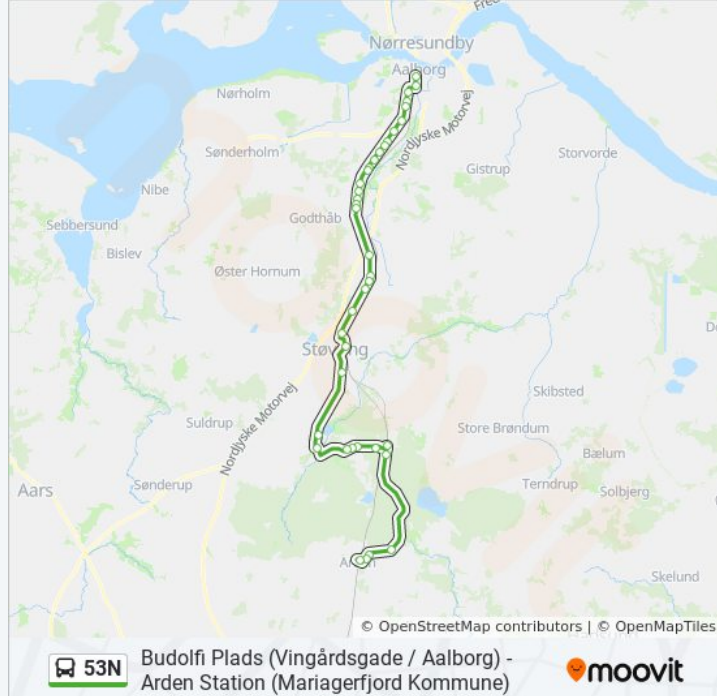 Fred
Nørresundby
Aalborg
Nørholm
Nordjyske Motorvej
Sønderholm
Storvorde
Gistrup
Nibe
Sebbersund
Godthåb
Bislev
Øster Hornum
Støvring
Nordjyske Motorvej
Skibsted
Suldrup
Store Brøndum
Bælum
Aars
Sønderup
Terndrup
Solbjerg
Arden
Skelund
© OpenStreetMap contributors | © OpenMapTiles
53N
Budolfi Plads (Vingårdsgade / Aalborg) -
Arden Station (Mariagerfjord Kommune)
moovit